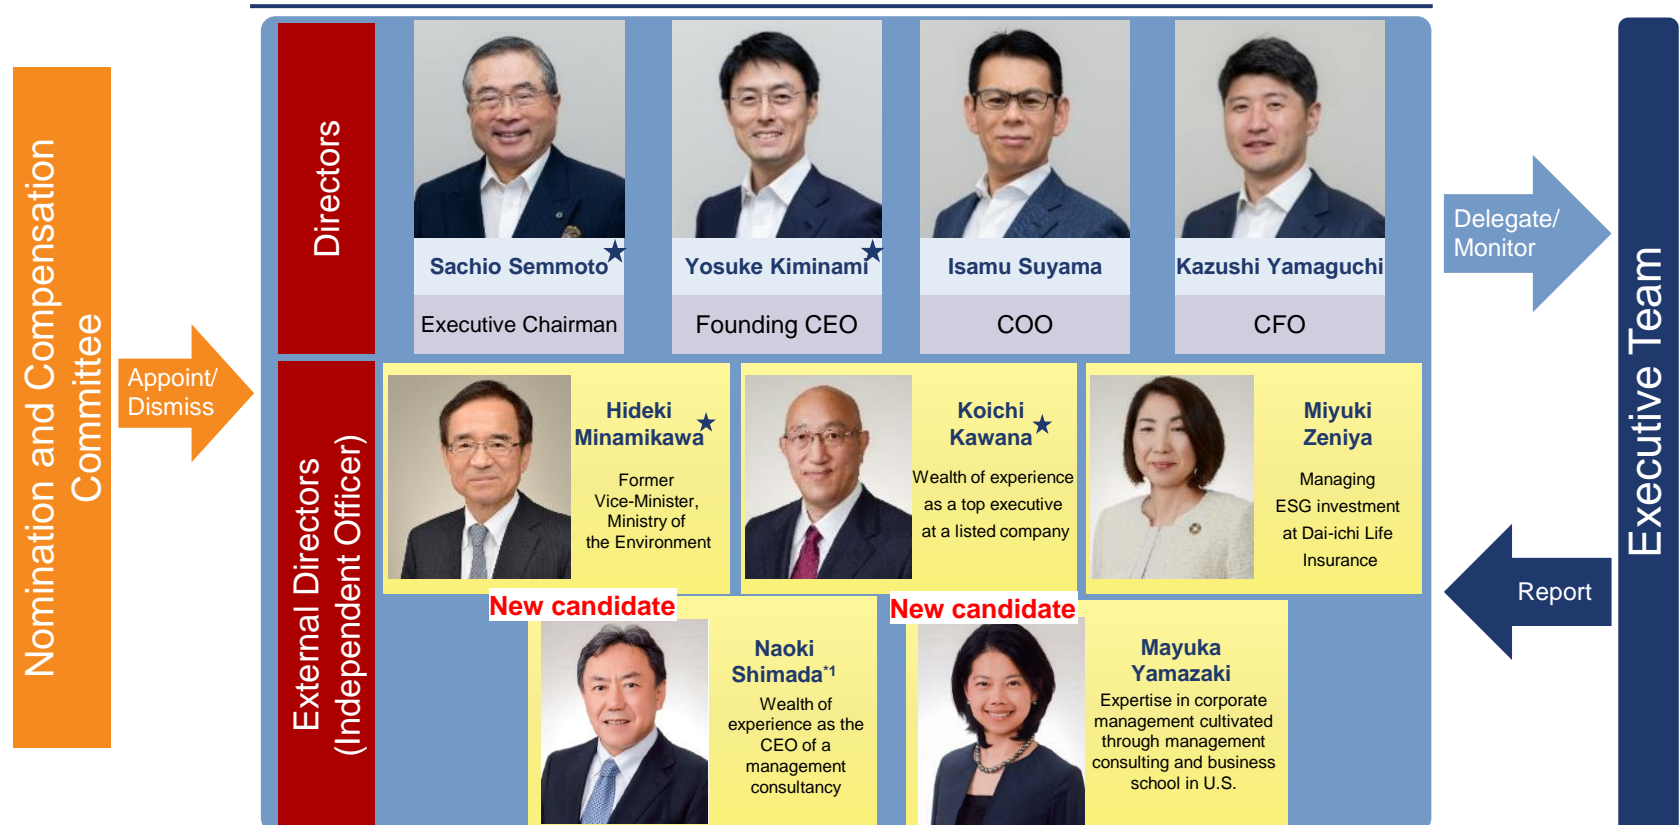 Nomination and Compensation
Committee
Appoint/
Dismiss
Directors
Sachio Semmoto★
Executive Chairman
Yosuke Kiminami★
Founding CEO
Isamu Suyama
COO
Kazushi Yamaguchi
CFO
External Directors
(Independent Officer)
Hideki
Minamikawa★
Former
Vice-Minister,
Ministry of
the Environment
Koichi
Kawana★
Wealth of experience
as a top executive
at a listed company
Miyuki
Zeniya
Managing
ESG investment
at Dai-ichi Life
Insurance
New candidate
Naoki
Shimada*1
Wealth of
experience as the
CEO of a
management
consultancy
New candidate
Mayuka
Yamazaki
Expertise in corporate
management cultivated
through management
consulting and business
school in U.S.
Delegate/
Monitor
Report
Executive Team